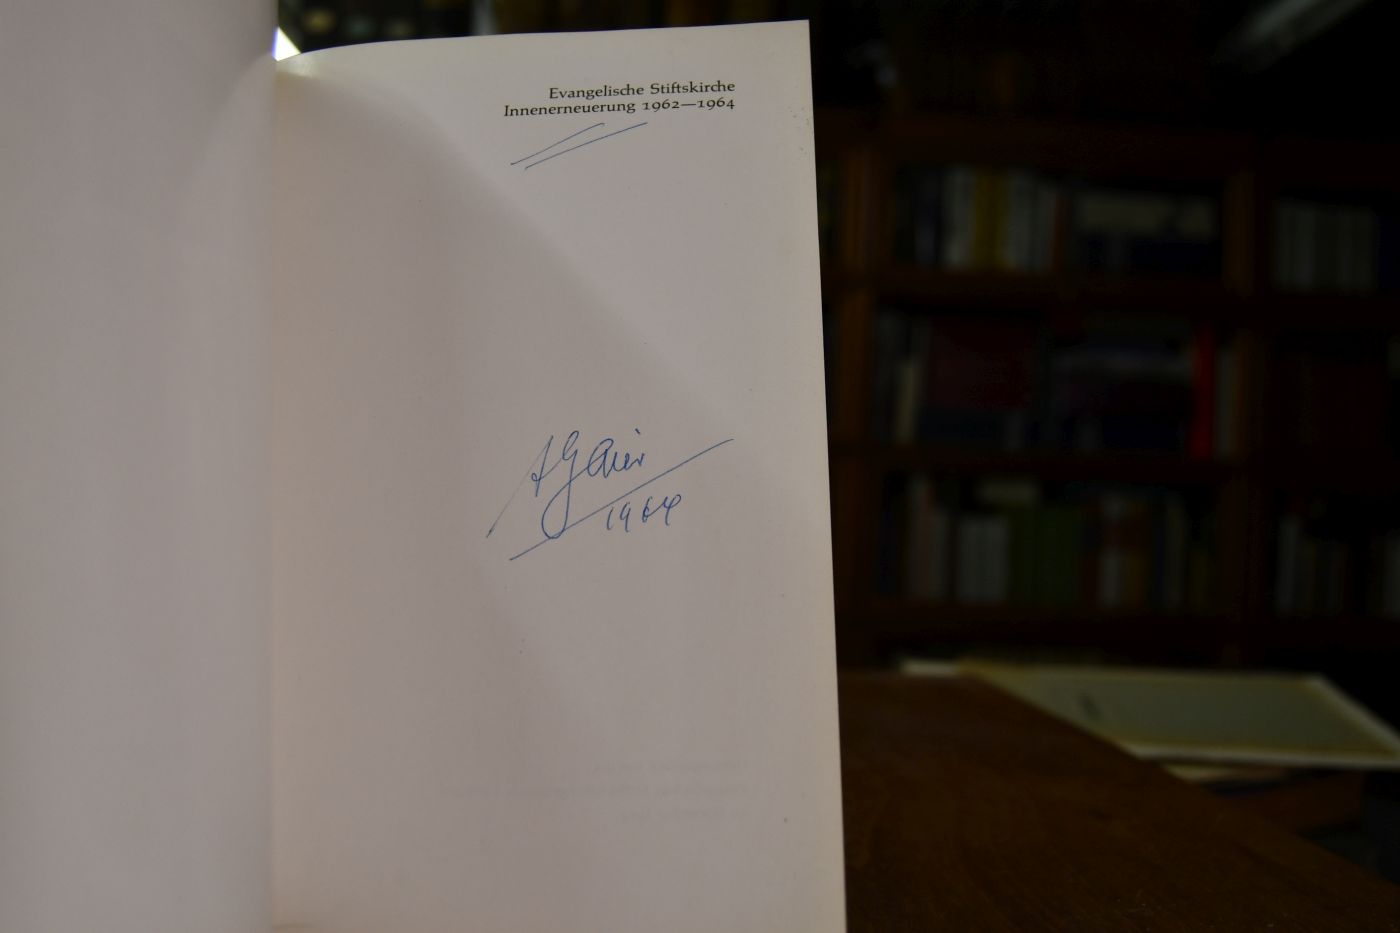 Evangelische Stiftskirche
Innenerneuerung 1962—1964
1964